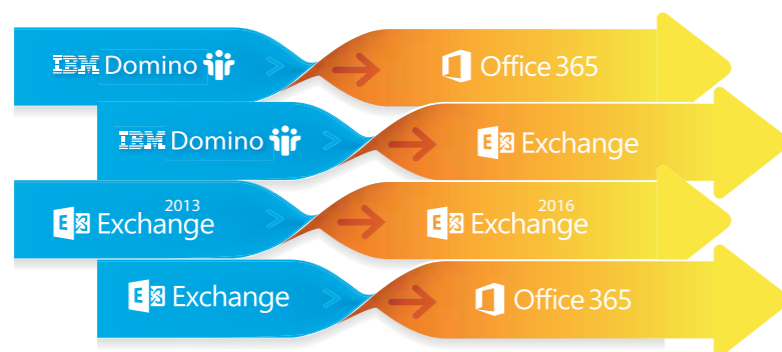 IBM Domino Office 365
IBM Domino Exchange
2013 2016
Exchange Exchange
Exchange Office 365